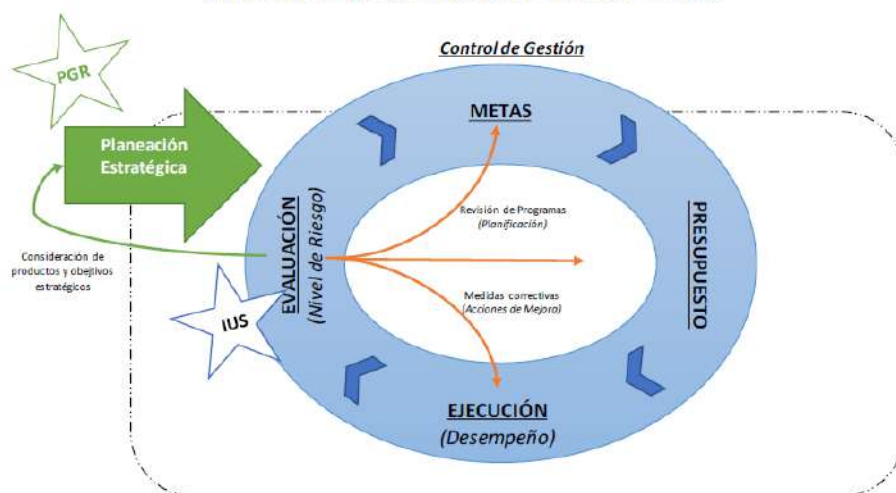 Control de Gestión
PGR
METAS
Planeación
Estratégica
Revisión de Programas
(Planificación)
EVALUACIÓN
(Nivel de Riesgo)
PRESUPUESTO
Consideración de
productos y obejtivos
estratégicos
Medidas correctivas
(Acciones de Mejora)
IUS
EJECUCIÓN
(Desempeño)